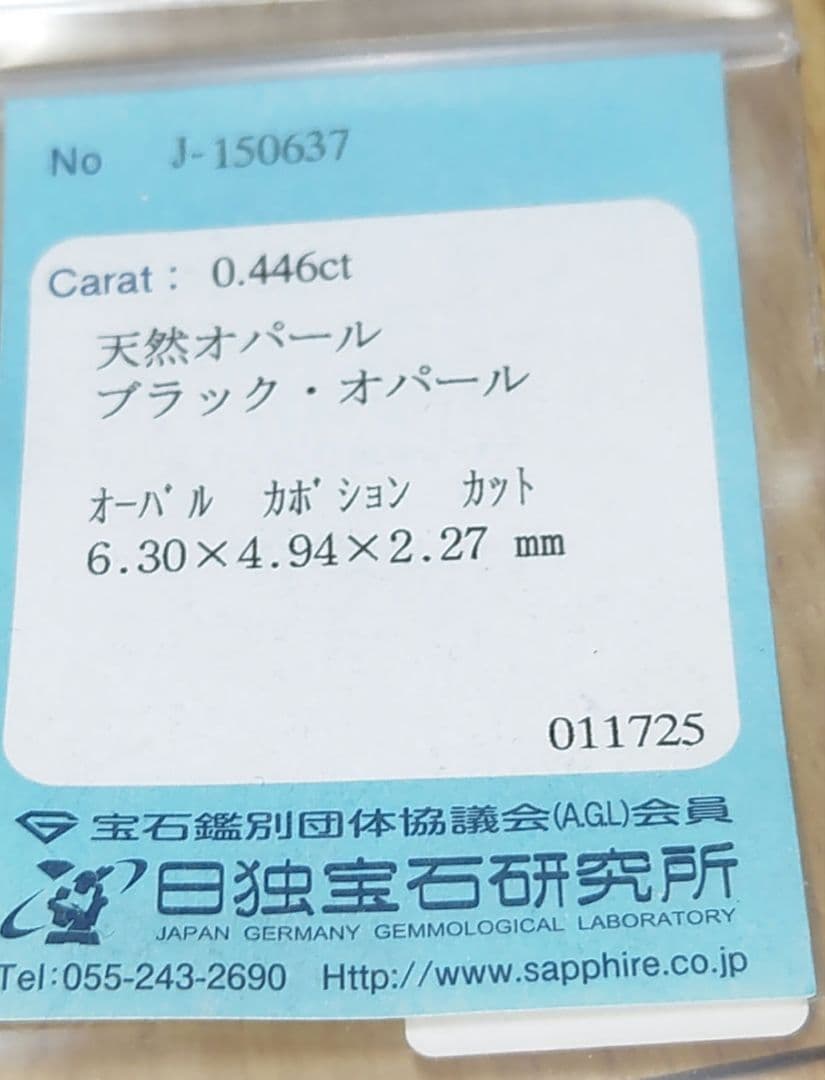 No J-150637
Carat : 0.446ct
天然オパール
ブラック・オパール
ｵｰﾊﾞﾙ ｶﾎﾞｼｮﾝ ｶｯﾄ
6.30×4.94×2.27 mm
011725
宝石鑑別団体協議会(A.G.L)会員
日独宝石研究所
JAPAN GERMANY GEMMOLOGICAL LABORATORY
Tel:055-243-2690 Http://www.sapphire.co.jp